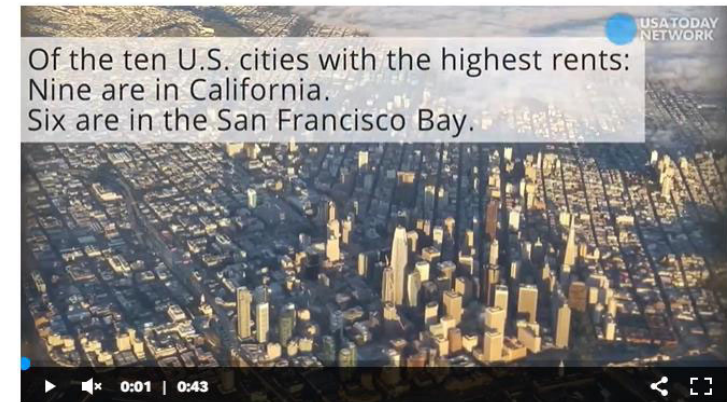 USA TODAY
NETWORK
Of the ten U.S. cities with the highest rents:
Nine are in California.
Six are in the San Francisco Bay.
0:01 | 0:43